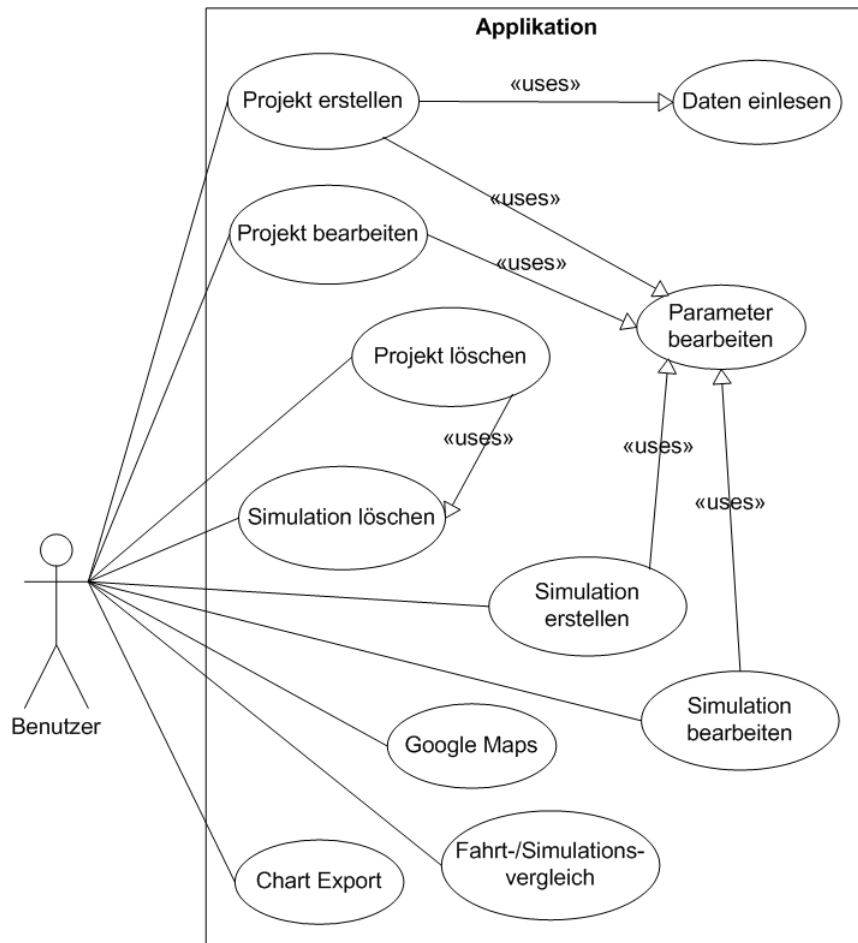 Applikation
Projekt erstellen
«uses»
Daten einlesen
«uses»
Projekt bearbeiten
«uses»
Parameter
bearbeiten
Projekt löschen
«uses»
«uses»
«uses»
Simulation löschen
Simulation
erstellen
Benutzer
Simulation
bearbeiten
Google Maps
Fahrt-/Simulations-
vergleich
Chart Export